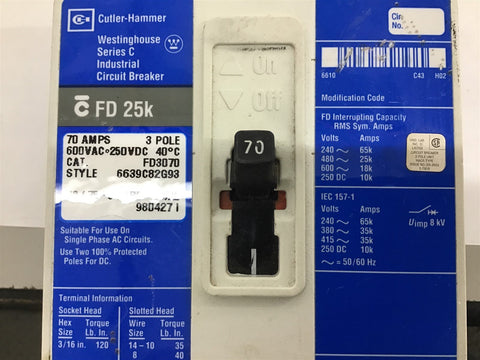 Cutler-Hammer
Westinghouse
Series C
Industrial
Circuit Breaker
FD 25k
70 AMPS 3 POLE
600VAC•250VDC 40°C
CAT. FD3070
STYLE 6639C82G93
9804271
Suitable For Use On
Single Phase AC Circuits.
Use Two 100% Protected
Poles For DC.
Terminal Information
Socket Head Slotted Head
Hex Torque Wire Torque
Size Lb. In. Size Lb. In.
3/16 in. 120 14 – 10 35
8 40
On
Off
70
Cir
No.
6610 C43 H02
Modification Code
FD Interrupting Capacity
RMS Sym. Amps
Volts Amps
240 ~ 65k
480 ~ 25k
600 ~ 18k
250 DC 10k
IEC 157-1
Volts Amps
240 ~ 65k
380 ~ 35k
415 ~ 35k
250 DC 10k
~ = 50/60 Hz
Uimp 8 kV